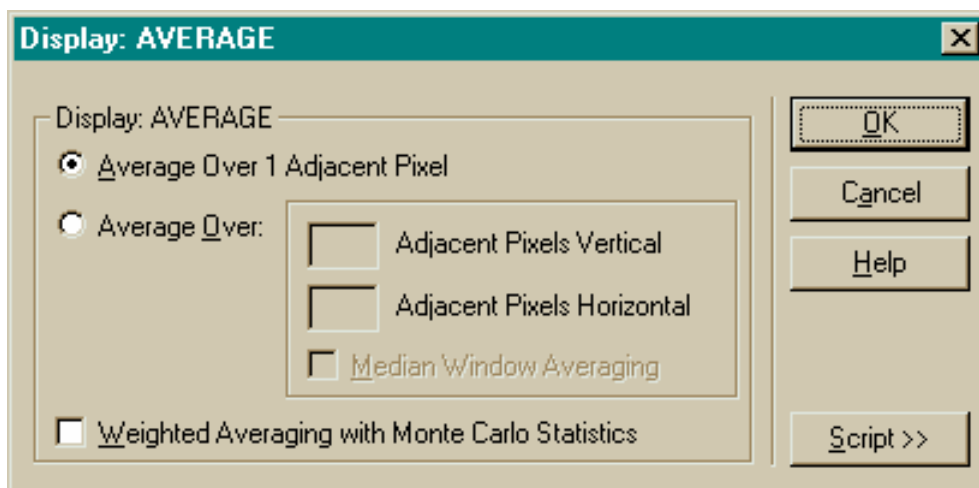 Display: AVERAGE
Display: AVERAGE
Average Over 1 Adjacent Pixel
Average Over:
Adjacent Pixels Vertical
Adjacent Pixels Horizontal
Median Window Averaging
Weighted Averaging with Monte Carlo Statistics
OK
Cancel
Help
Script >>